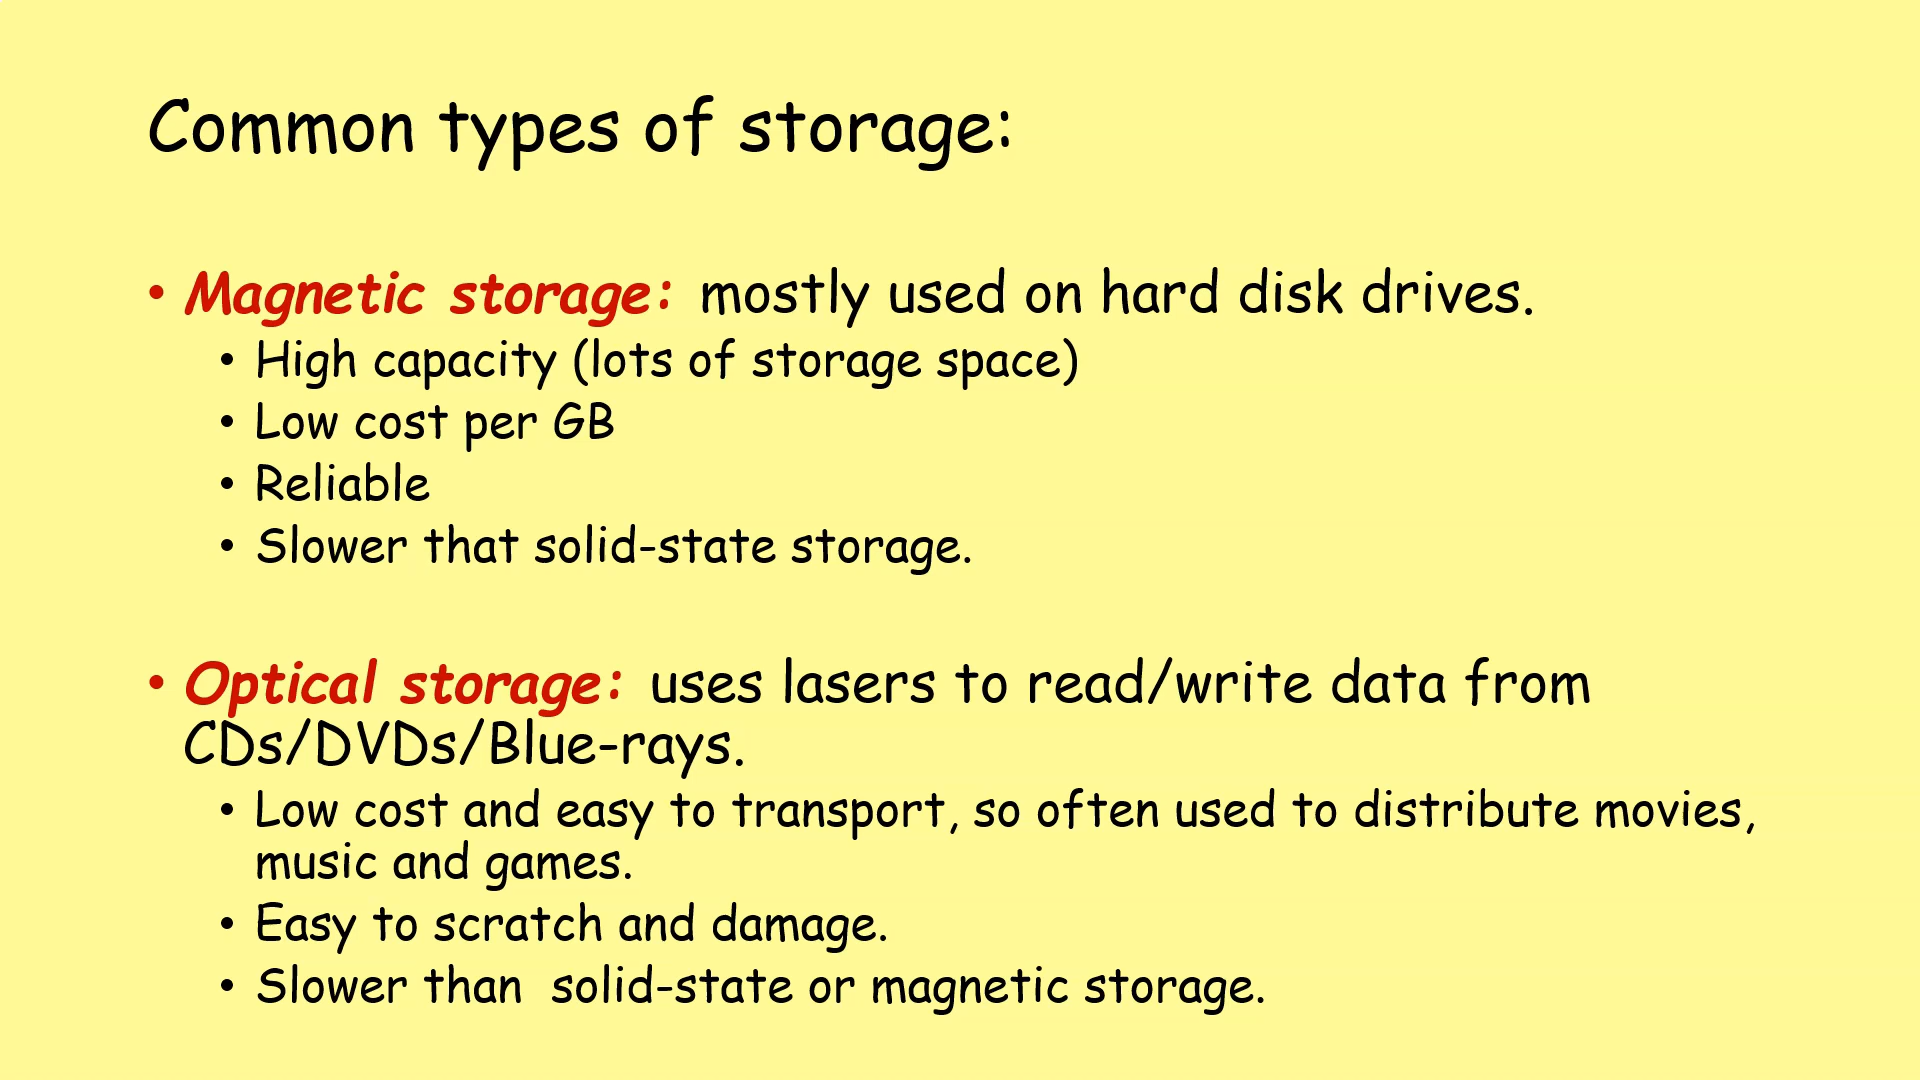 Common types of storage:
• Magnetic storage: mostly used on hard disk drives.
• High capacity (lots of storage space)
• Low cost per GB
• Reliable
• Slower that solid-state storage.
• Optical storage: uses lasers to read/write data from
CDs/DVDs/Blue-rays.
• Low cost and easy to transport, so often used to distribute movies,
music and games.
• Easy to scratch and damage.
• Slower than  solid-state or magnetic storage.